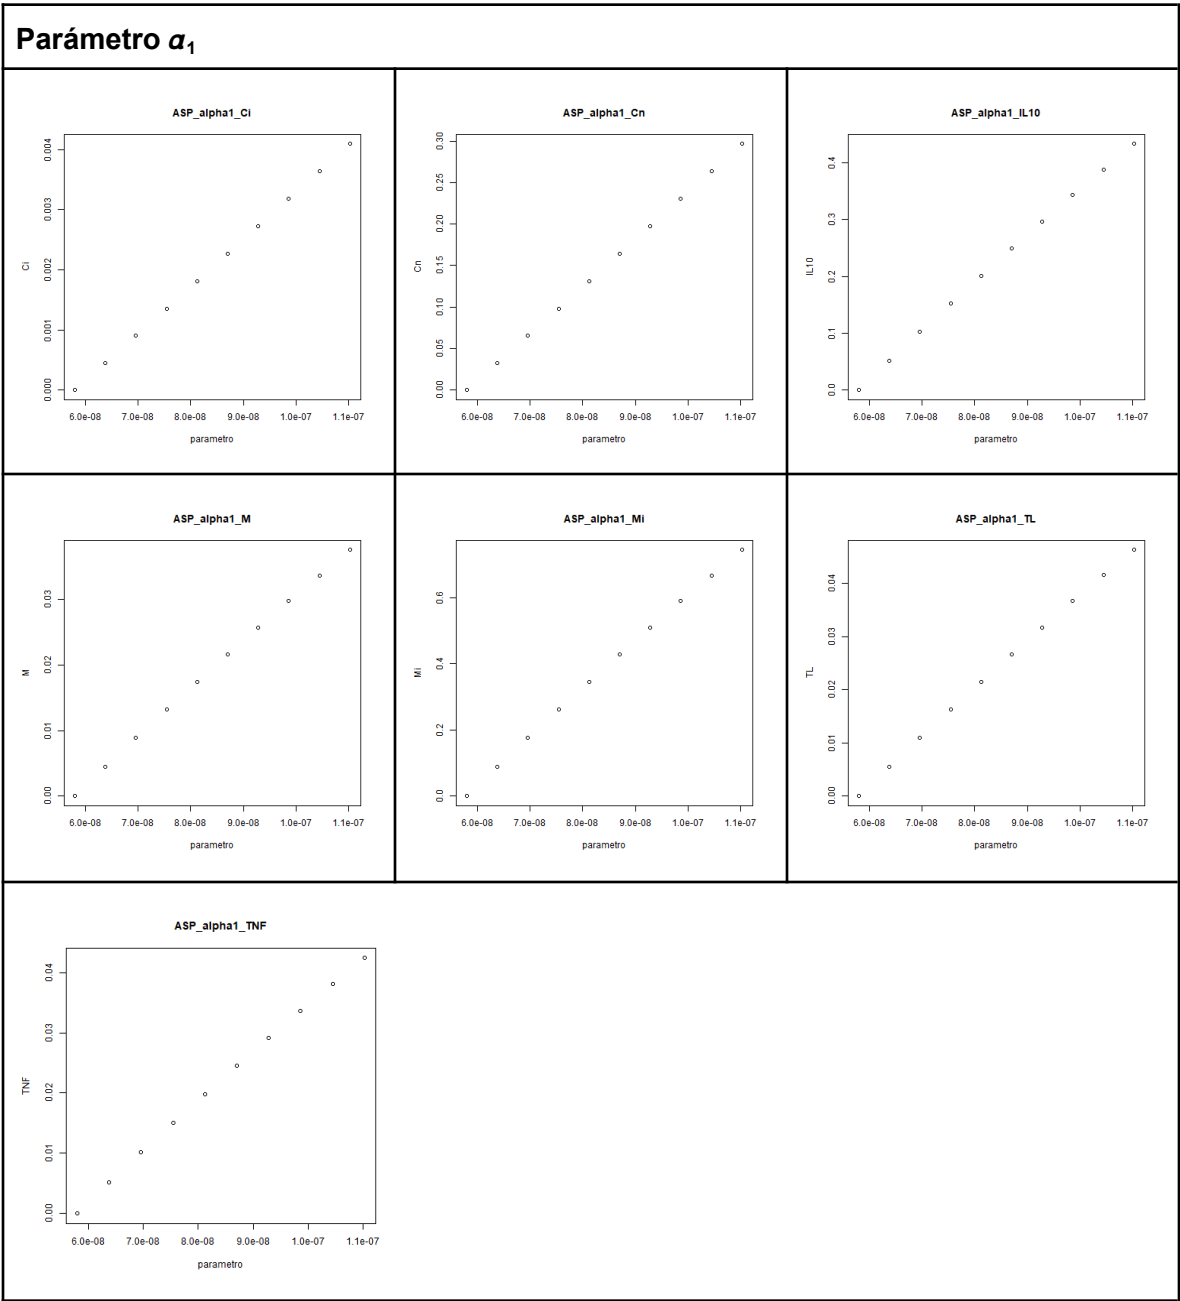 Parámetro α₁
ASP_alpha1_Ci
Ci
0.000 0.001 0.002 0.003 0.004
6.0e-08 7.0e-08 8.0e-08 9.0e-08 1.0e-07 1.1e-07
parametro
ASP_alpha1_Cn
Cn
0.00 0.05 0.10 0.15 0.20 0.25 0.30
6.0e-08 7.0e-08 8.0e-08 9.0e-08 1.0e-07 1.1e-07
parametro
ASP_alpha1_IL10
IL10
0.0 0.1 0.2 0.3 0.4
6.0e-08 7.0e-08 8.0e-08 9.0e-08 1.0e-07 1.1e-07
parametro
ASP_alpha1_M
M
0.00 0.01 0.02 0.03
6.0e-08 7.0e-08 8.0e-08 9.0e-08 1.0e-07 1.1e-07
parametro
ASP_alpha1_Mi
Mi
0.0 0.2 0.4 0.6
6.0e-08 7.0e-08 8.0e-08 9.0e-08 1.0e-07 1.1e-07
parametro
ASP_alpha1_TL
TL
0.00 0.01 0.02 0.03 0.04
6.0e-08 7.0e-08 8.0e-08 9.0e-08 1.0e-07 1.1e-07
parametro
ASP_alpha1_TNF
TNF
0.00 0.01 0.02 0.03 0.04
6.0e-08 7.0e-08 8.0e-08 9.0e-08 1.0e-07 1.1e-07
parametro